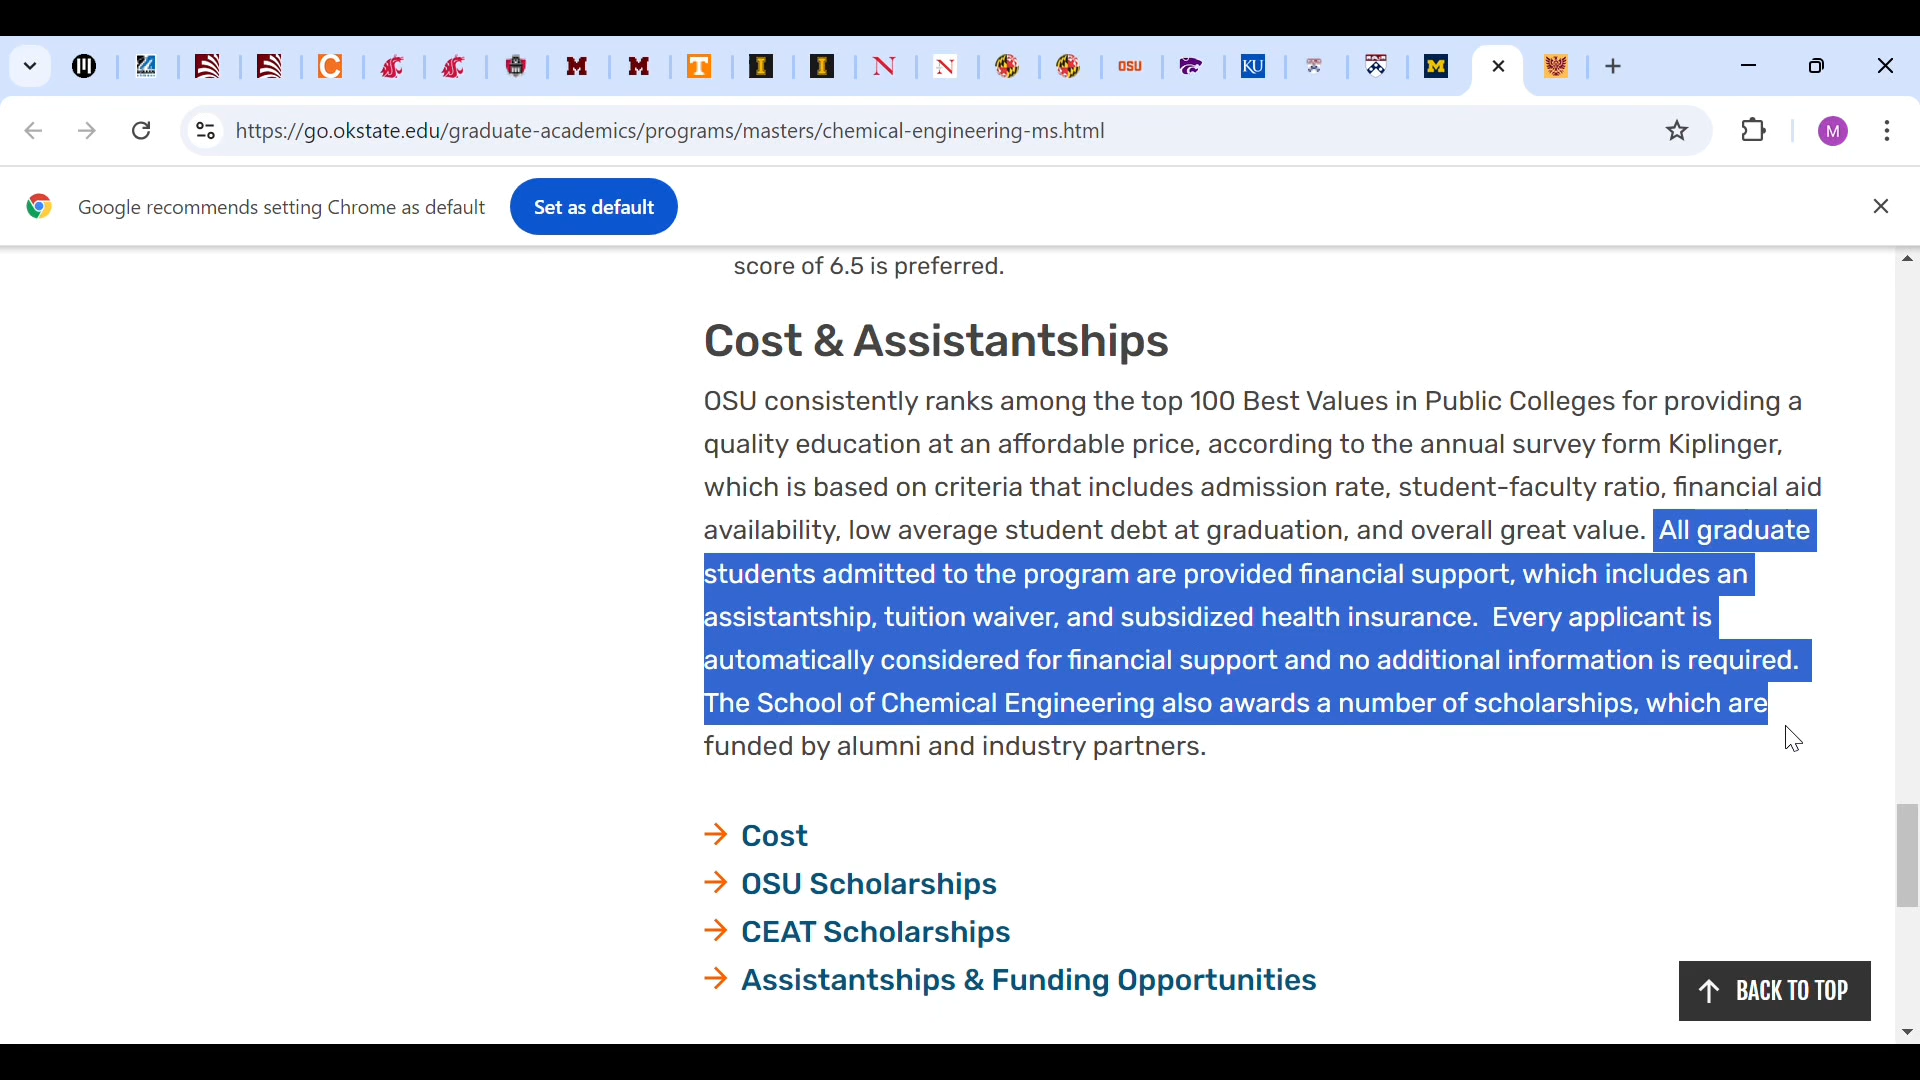 M
M
T
I
I
N
N
OSU
KU
M
https://go.okstate.edu/graduate-academics/programs/masters/chemical-engineering-ms.html
M
Google recommends setting Chrome as default
Set as default
score of 6.5 is preferred.
Cost & Assistantships
OSU consistently ranks among the top 100 Best Values in Public Colleges for providing a
quality education at an affordable price, according to the annual survey form Kiplinger,
which is based on criteria that includes admission rate, student-faculty ratio, financial aid
availability, low average student debt at graduation, and overall great value. All graduate
students admitted to the program are provided financial support, which includes an
assistantship, tuition waiver, and subsidized health insurance. Every applicant is
automatically considered for financial support and no additional information is required.
The School of Chemical Engineering also awards a number of scholarships, which are
funded by alumni and industry partners.
Cost
OSU Scholarships
CEAT Scholarships
Assistantships & Funding Opportunities
BACK TO TOP